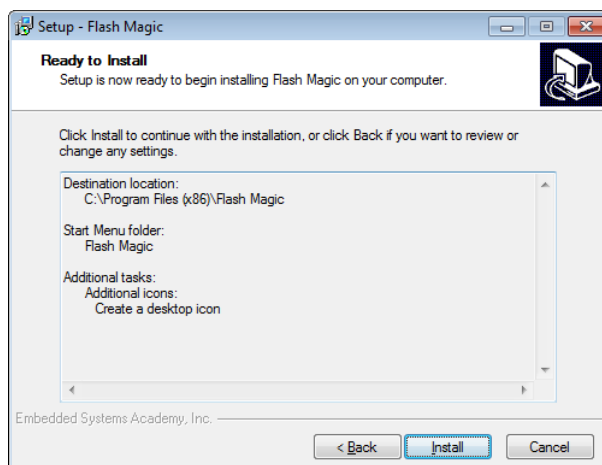 Setup - Flash Magic
Ready to Install
Setup is now ready to begin installing Flash Magic on your computer.
Click Install to continue with the installation, or click Back if you want to review or
change any settings.
Destination location:
C:\Program Files (x86)\Flash Magic
Start Menu folder:
Flash Magic
Additional tasks:
Additional icons:
Create a desktop icon
Embedded Systems Academy, Inc.
< Back
Install
Cancel